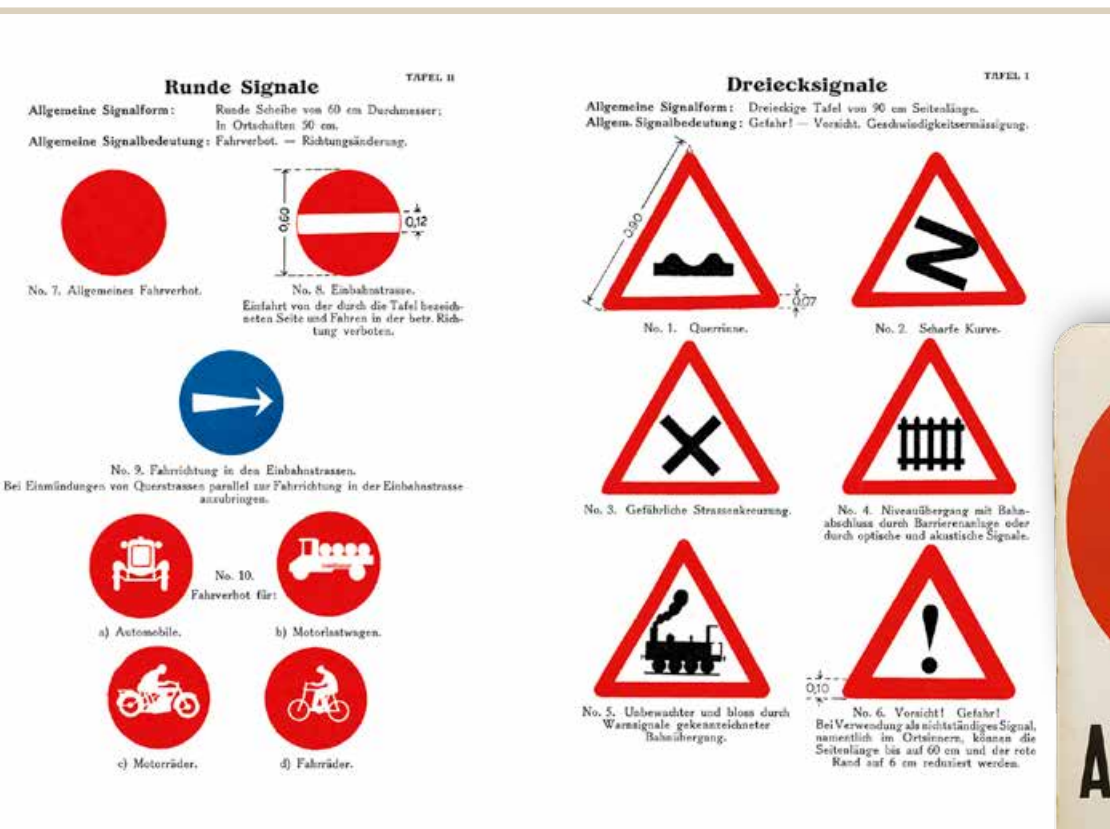 TAFEL II
Runde Signale
Allgemeine Signalform: Runde Scheibe von 60 cm Durchmesser;
In Ortschaften 50 cm.
Allgemeine Signalbedeutung: Fahrverbot. — Richtungsänderung.
0,60
0,12
No. 7. Allgemeines Fahrverbot.
No. 8. Einbahnstrasse.
Einfahrt von der durch die Tafel bezeich-
neten Seite und Fahren in der betr. Rich-
tung verboten.
No. 9. Fahrrichtung in den Einbahnstrassen.
Bei Einmündungen von Querstrassen parallel zur Fahrrichtung in der Einbahnstrasse
anzubringen.
No. 10.
Fahrverbot für:
a) Automobile.
b) Motorlastwagen.
c) Motorräder.
d) Fahrräder.
TAFEL I
Dreiecksignale
Allgemeine Signalform: Dreieckige Tafel von 90 cm Seitenlänge.
Allgem. Signalbedeutung: Gefahr! — Vorsicht. Geschwindigkeitsermässigung.
0,90
0,07
No. 1. Querrinne.
No. 2. Scharfe Kurve.
No. 3. Gefährliche Strassenkreuzung.
No. 4. Niveauübergang mit Bahn-
abschluss durch Barrierenanlage oder
durch optische und akustische Signale.
!
0,10
No. 5. Unbewachter und bloss durch
Warnsignale gekennzeichneter
Bahnübergang.
No. 6. Vorsicht! Gefahr!
Bei Verwendung als nichtständiges Signal,
namentlich im Ortsinnern, können die
Seitenlänge bis auf 60 cm und der rote
Rand auf 6 cm reduziert werden.
A